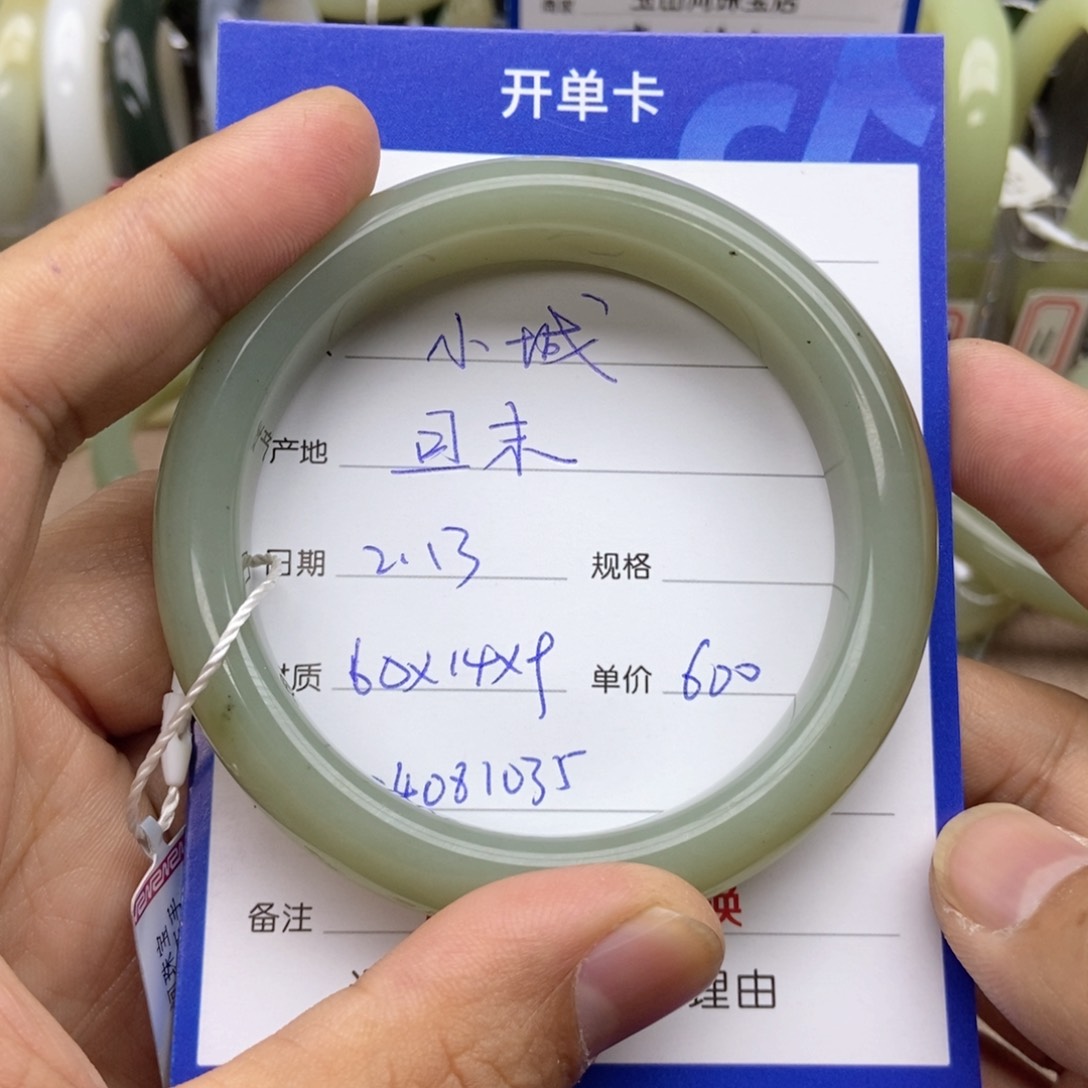 开单卡
小城
产地 且末
日期 2.13 规格
质 60x14x9 单价 600
4081035
备注 换
理由